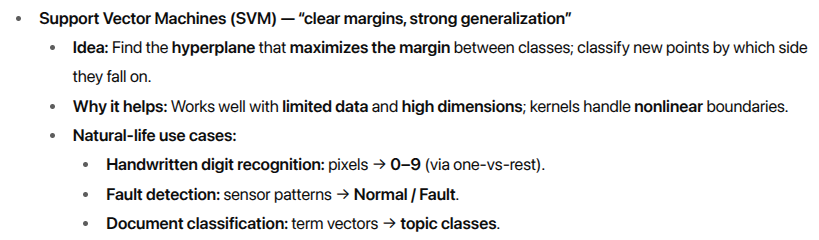 Support Vector Machines (SVM) — “clear margins, strong generalization”
Idea: Find the hyperplane that maximizes the margin between classes; classify new points by which side
they fall on.
Why it helps: Works well with limited data and high dimensions; kernels handle nonlinear boundaries.
Natural-life use cases:
Handwritten digit recognition: pixels → 0–9 (via one-vs-rest).
Fault detection: sensor patterns → Normal / Fault.
Document classification: term vectors → topic classes.